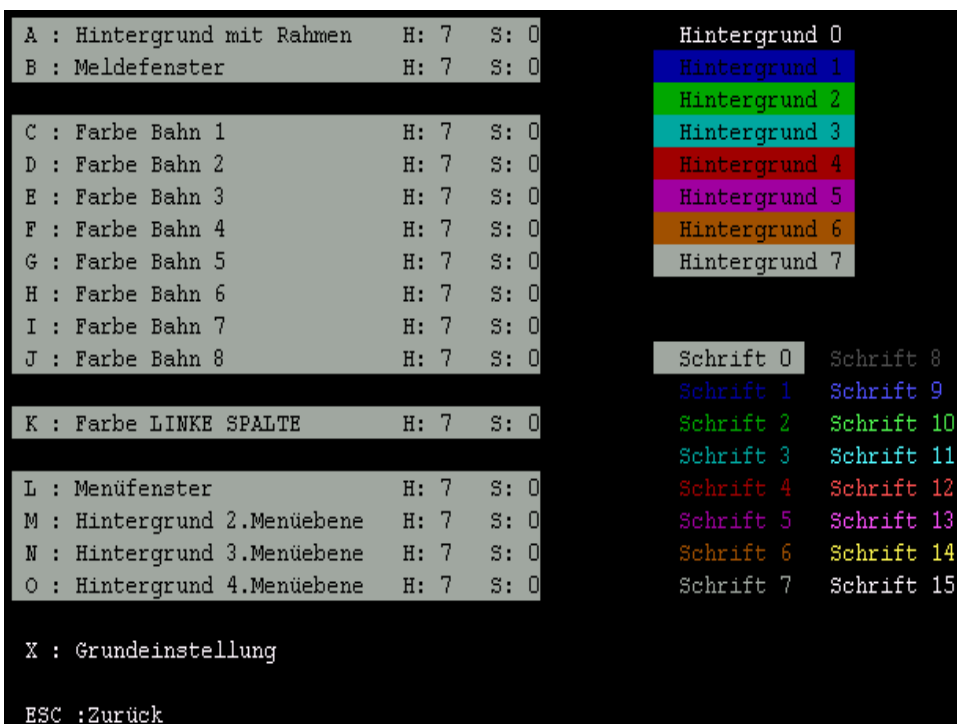 A : Hintergrund mit Rahmen H: 7 S: 0
B : Meldefenster H: 7 S: 0
C : Farbe Bahn 1 H: 7 S: 0
D : Farbe Bahn 2 H: 7 S: 0
E : Farbe Bahn 3 H: 7 S: 0
F : Farbe Bahn 4 H: 7 S: 0
G : Farbe Bahn 5 H: 7 S: 0
H : Farbe Bahn 6 H: 7 S: 0
I : Farbe Bahn 7 H: 7 S: 0
J : Farbe Bahn 8 H: 7 S: 0
K : Farbe LINKE SPALTE H: 7 S: 0
L : Menüfenster H: 7 S: 0
M : Hintergrund 2.Menüebene H: 7 S: 0
N : Hintergrund 3.Menüebene H: 7 S: 0
O : Hintergrund 4.Menüebene H: 7 S: 0
X : Grundeinstellung
ESC :Zurück
Hintergrund 0
Hintergrund 1
Hintergrund 2
Hintergrund 3
Hintergrund 4
Hintergrund 5
Hintergrund 6
Hintergrund 7
Schrift 0 Schrift 8
Schrift 1 Schrift 9
Schrift 2 Schrift 10
Schrift 3 Schrift 11
Schrift 4 Schrift 12
Schrift 5 Schrift 13
Schrift 6 Schrift 14
Schrift 7 Schrift 15